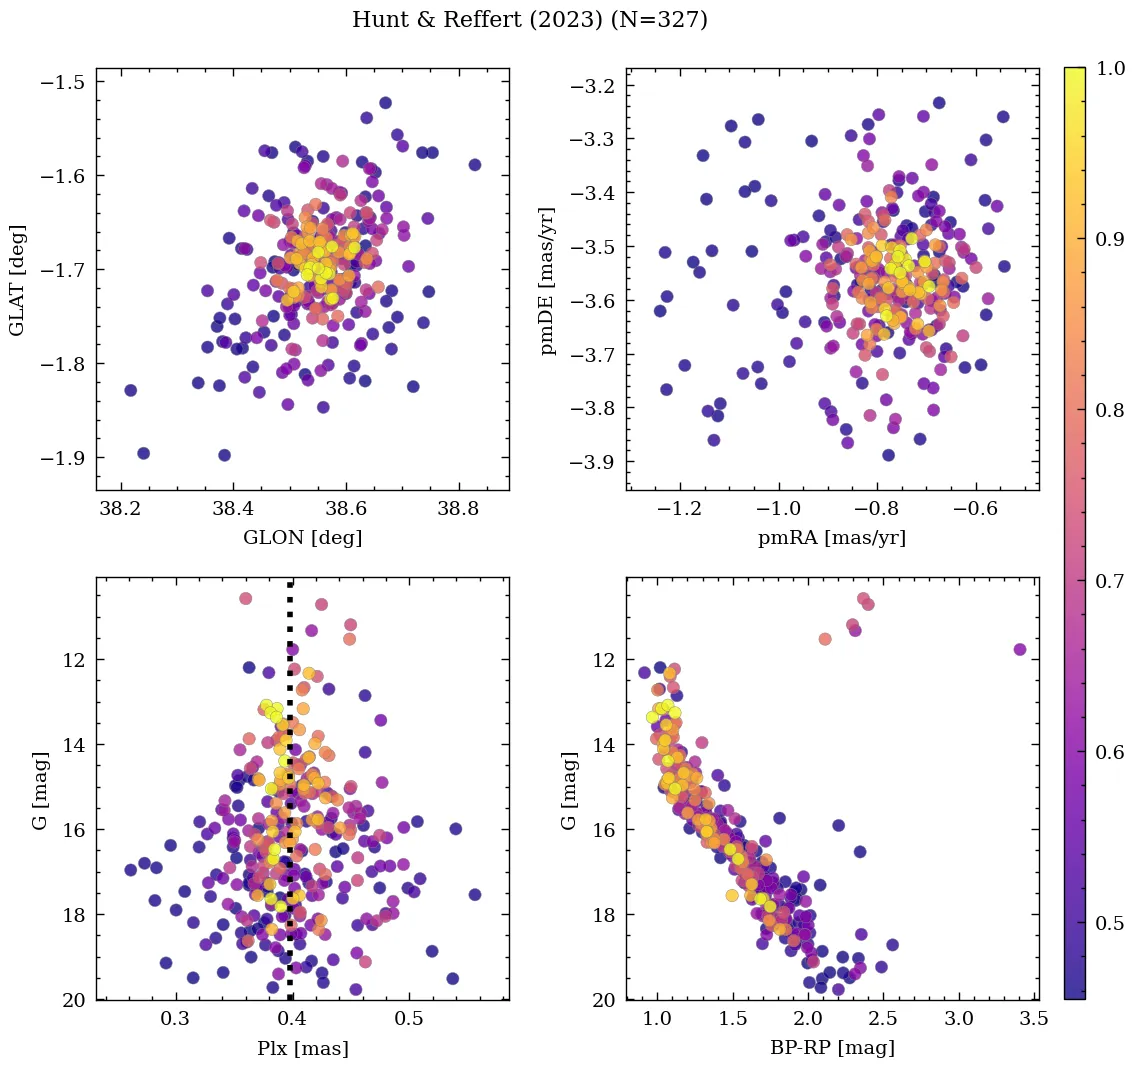 Hunt & Reffert (2023) (N=327)
−1.5
−1.6
−1.7
−1.8
−1.9
GLAT [deg]
38.2 38.4 38.6 38.8
GLON [deg]
−3.2
−3.3
−3.4
−3.5
−3.6
−3.7
−3.8
−3.9
pmDE [mas/yr]
−1.2 −1.0 −0.8 −0.6
pmRA [mas/yr]
1.0
0.9
0.8
0.7
0.6
0.5
12
14
16
18
20
G [mag]
0.3 0.4 0.5
Plx [mas]
12
14
16
18
20
G [mag]
1.0 1.5 2.0 2.5 3.0 3.5
BP-RP [mag]